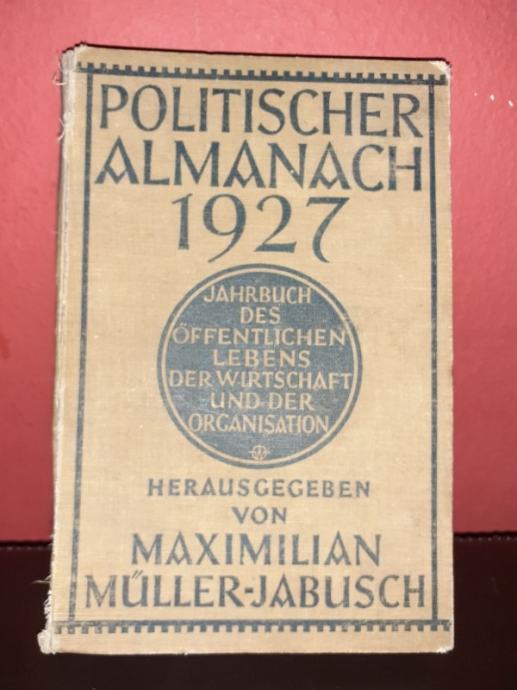 POLITISCHER
ALMANACH
1927
JAHRBUCH
DES
ÖFFENTLICHEN
LEBENS
DER WIRTSCHAFT
UND DER
ORGANISATION
HERAUSGEGEBEN
VON
MAXIMILIAN
MÜLLER-JABUSCH